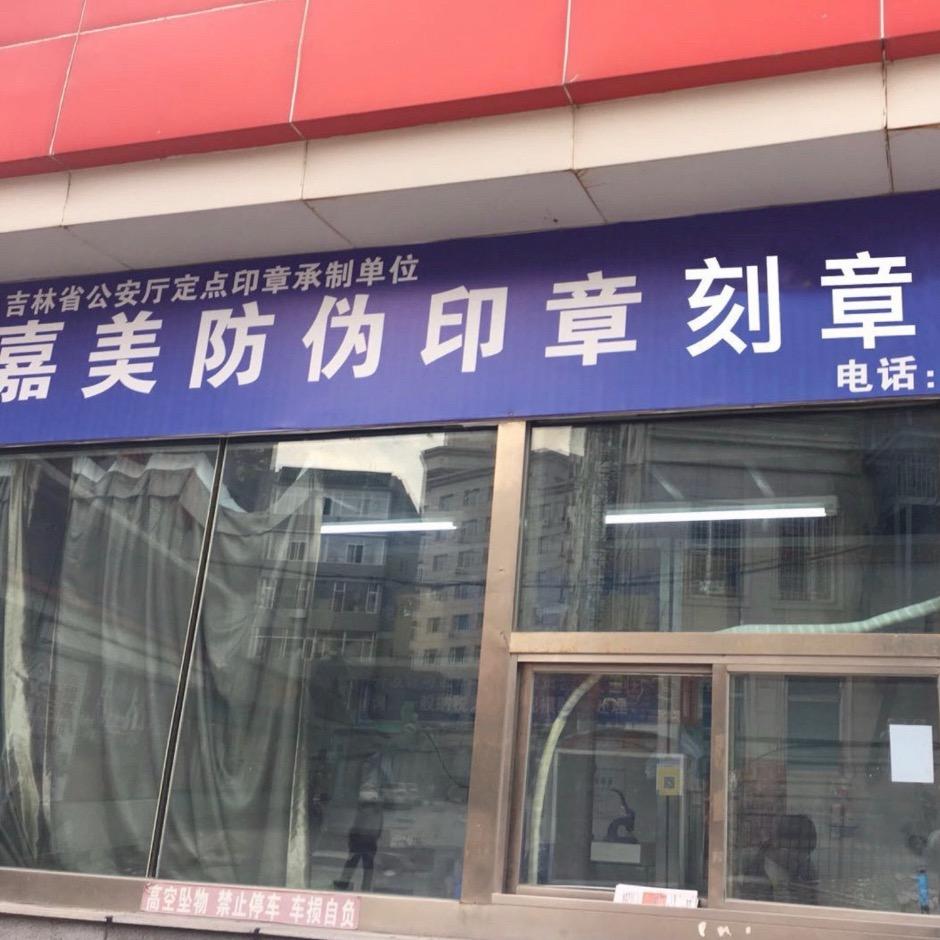 吉林省公安厅定点印章承制单位
嘉美防伪印章刻章
电话:
高空坠物 禁止停车 车损自负